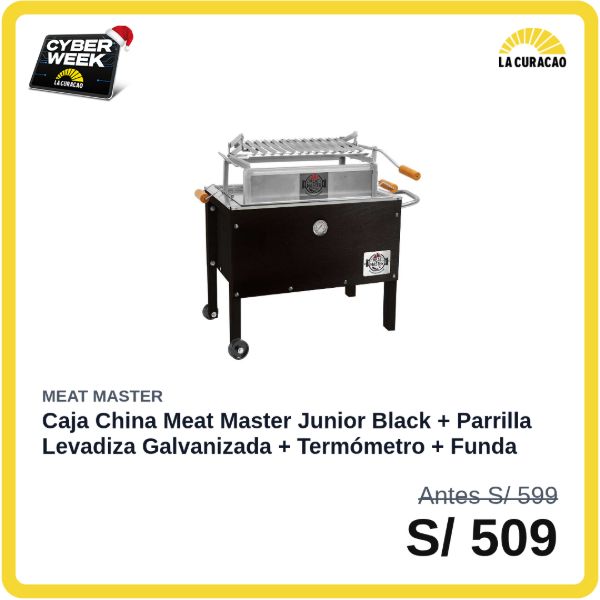 CYBER
WEEK
LA CURACAO
LA CURACAO
MEAT MASTER
Caja China Meat Master Junior Black + Parrilla
Levadiza Galvanizada + Termómetro + Funda
Antes S/ 599
S/ 509